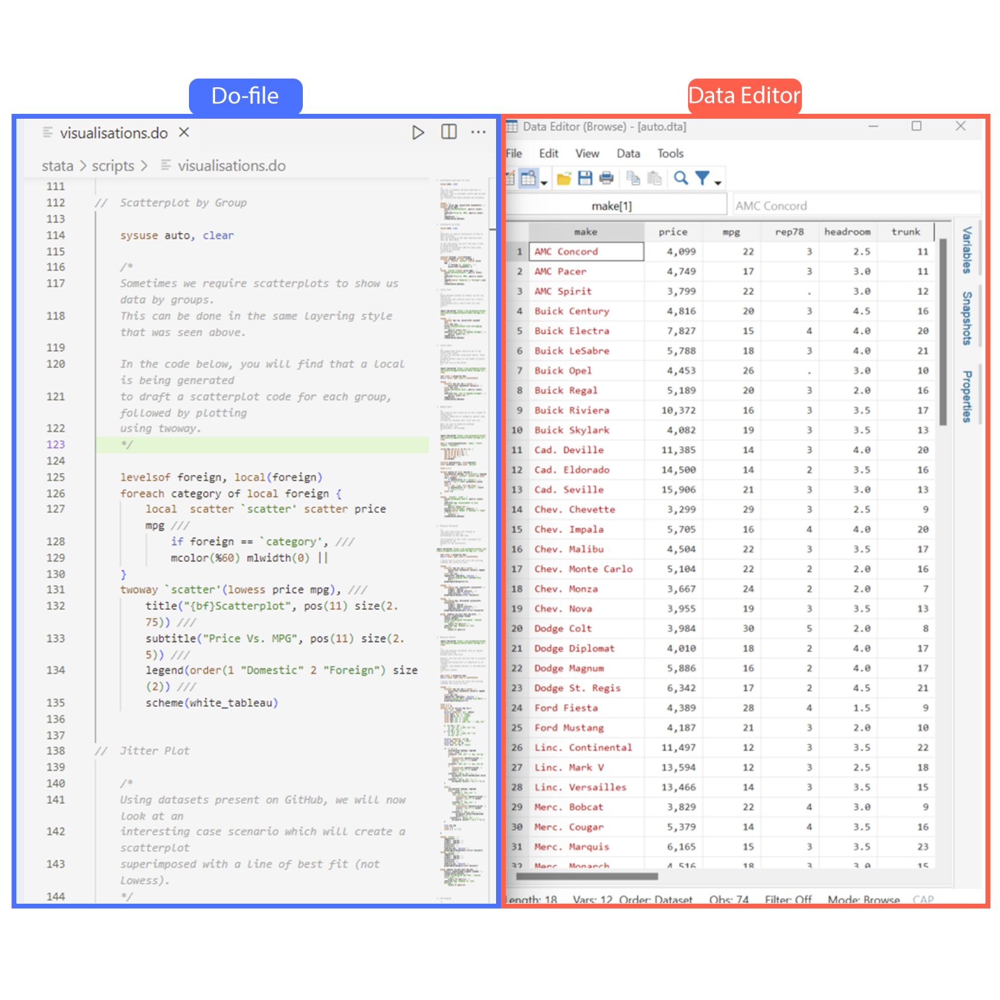 Do-file
visualisations.do
stata > scripts > visualisations.do
111
112 // Scatterplot by Group
113
114 sysuse auto, clear
115
116 /*
117 Sometimes we require scatterplots to show us
data by groups.
118 This can be done in the same layering style
that was seen above.
119
120 In the code below, you will find that a local
is being generated
121 to draft a scatterplot code for each group,
followed by plotting
122 using twoway.
123 */
124
125 levelsof foreign, local(foreign)
126 foreach category of local foreign {
127 local  scatter `scatter' scatter price
mpg ///
128 if foreign == `category', ///
129 mcolor(%60) mlwidth(0) ||
130 }
131 twoway `scatter'(lowess price mpg), ///
132 title("{bf}Scatterplot", pos(11) size(2.
75)) ///
133 subtitle("Price Vs. MPG", pos(11) size(2.
5)) ///
134 legend(order(1 "Domestic" 2 "Foreign") size
(2)) ///
135 scheme(white_tableau)
136
137
138 // Jitter Plot
139
140 /*
141 Using datasets present on GitHub, we will now
look at an
142 interesting case scenario which will create a
scatterplot
143 superimposed with a line of best fit (not
Lowess).
144 */
Data Editor
Data Editor (Browse) - [auto.dta]
File Edit View Data Tools
make[1] AMC Concord
make price mpg rep78 headroom trunk
1 AMC Concord 4,099 22 3 2.5 11
2 AMC Pacer 4,749 17 3 3.0 11
3 AMC Spirit 3,799 22 . 3.0 12
4 Buick Century 4,816 20 3 4.5 16
5 Buick Electra 7,827 15 4 4.0 20
6 Buick LeSabre 5,788 18 3 4.0 21
7 Buick Opel 4,453 26 . 3.0 10
8 Buick Regal 5,189 20 3 2.0 16
9 Buick Riviera 10,372 16 3 3.5 17
10 Buick Skylark 4,082 19 3 3.5 13
11 Cad. Deville 11,385 14 3 4.0 20
12 Cad. Eldorado 14,500 14 2 3.5 16
13 Cad. Seville 15,906 21 3 3.0 13
14 Chev. Chevette 3,299 29 3 2.5 9
15 Chev. Impala 5,705 16 4 4.0 20
16 Chev. Malibu 4,504 22 3 3.5 17
17 Chev. Monte Carlo 5,104 22 2 2.0 16
18 Chev. Monza 3,667 24 2 2.0 7
19 Chev. Nova 3,955 19 3 3.5 13
20 Dodge Colt 3,984 30 5 2.0 8
21 Dodge Diplomat 4,010 18 2 4.0 17
22 Dodge Magnum 5,886 16 2 4.0 17
23 Dodge St. Regis 6,342 17 2 4.5 21
24 Ford Fiesta 4,389 28 4 1.5 9
25 Ford Mustang 4,187 21 3 2.0 10
26 Linc. Continental 11,497 12 3 3.5 22
27 Linc. Mark V 13,594 12 3 2.5 18
28 Linc. Versailles 13,466 14 3 3.5 15
29 Merc. Bobcat 3,829 22 4 3.0 9
30 Merc. Cougar 5,379 14 4 3.5 16
31 Merc. Marquis 6,165 15 3 3.5 23
32 Merc. Monarch 4,516 18 3 3.0 15
Variables
Snapshots
Properties
Length: 18 Vars: 12 Order: Dataset Obs: 74 Filter: Off Mode: Browse CAP